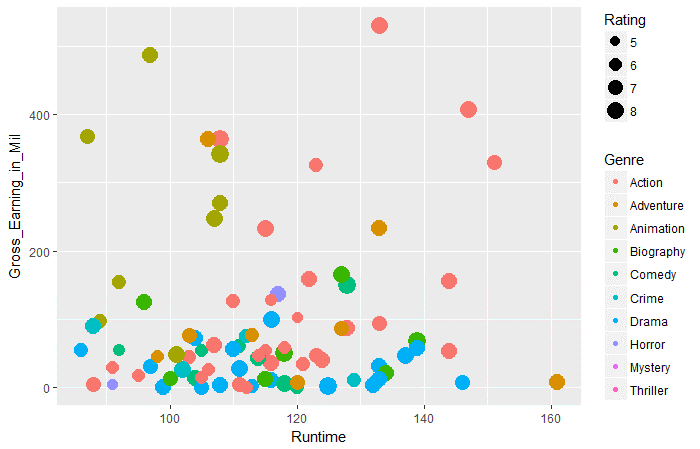 Gross_Earning_in_Mil
400
200
0
100
120
140
160
Runtime
Rating
5
6
7
8
Genre
Action
Adventure
Animation
Biography
Comedy
Crime
Drama
Horror
Mystery
Thriller